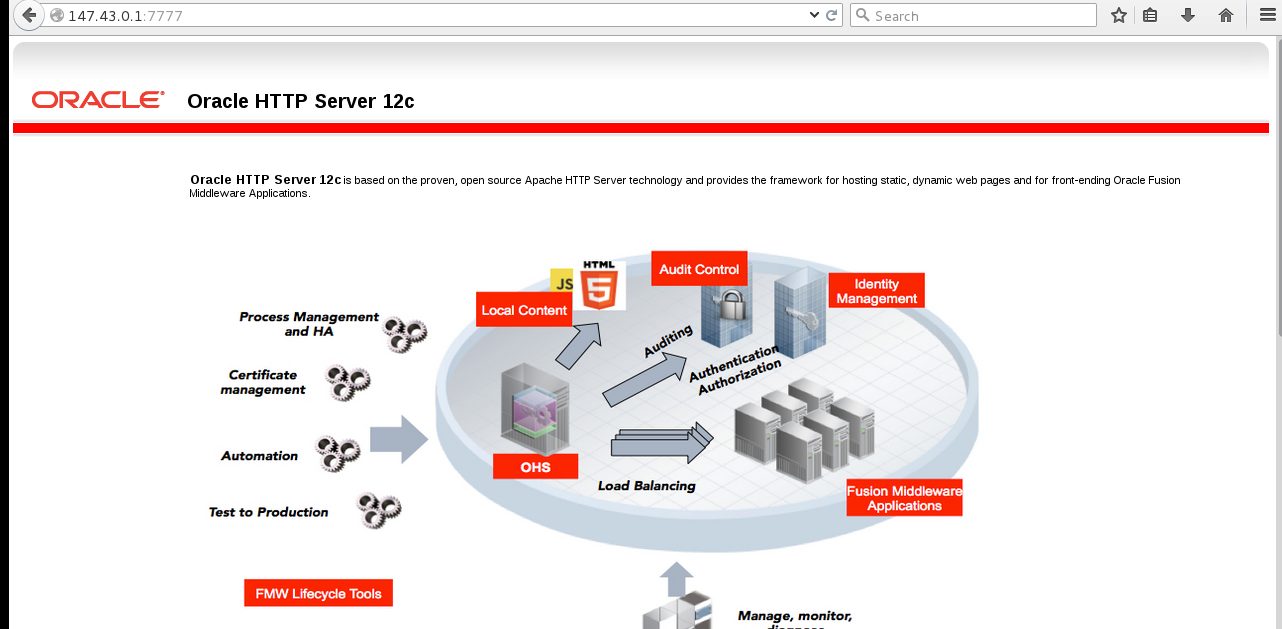 147.43.0.1:7777
Search
ORACLE
Oracle HTTP Server 12c
Oracle HTTP Server 12c is based on the proven, open source Apache HTTP Server technology and provides the framework for hosting static, dynamic web pages and for front-ending Oracle Fusion
Middleware Applications.
HTML
JS
5
Local Content
Audit Control
Identity
Management
Process Management
and HA
Auditing
Authentication
Authorization
Certificate
management
Automation
OHS
Load Balancing
Fusion Middleware
Applications
Test to Production
FMW Lifecycle Tools
Manage, monitor,